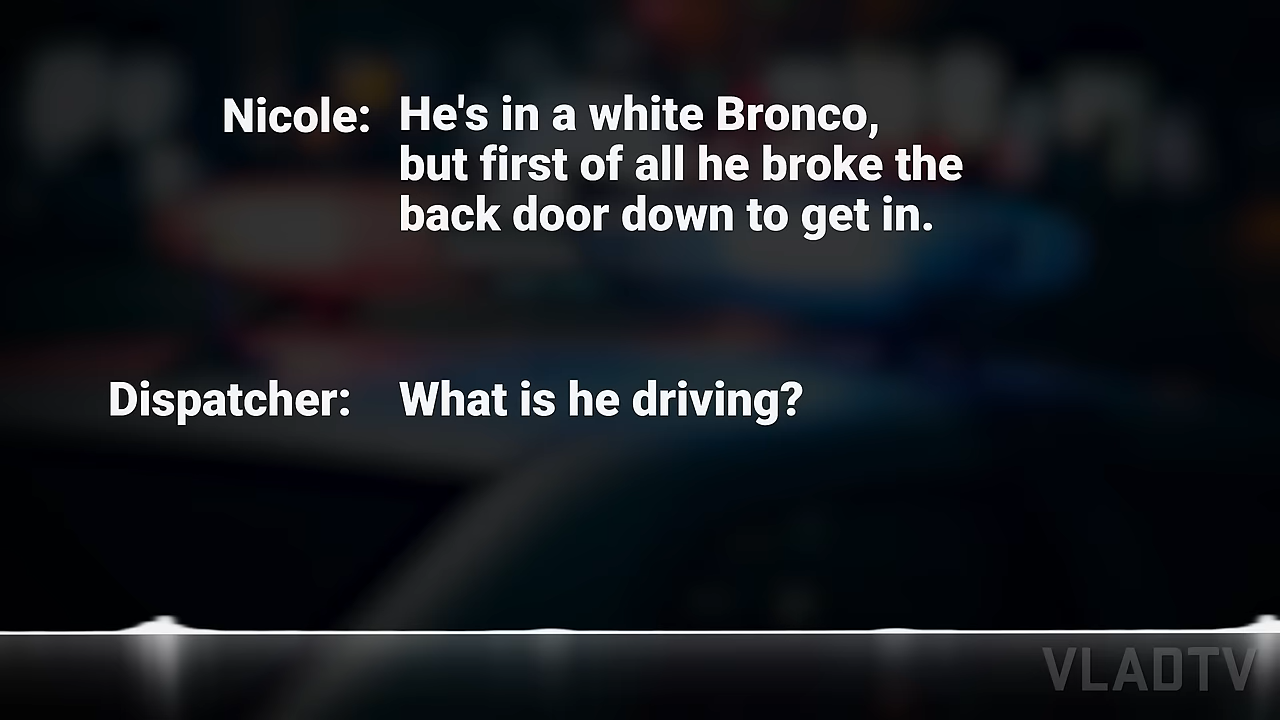 Nicole: He's in a white Bronco,
but first of all he broke the
back door down to get in.
Dispatcher: What is he driving?
VLADTV